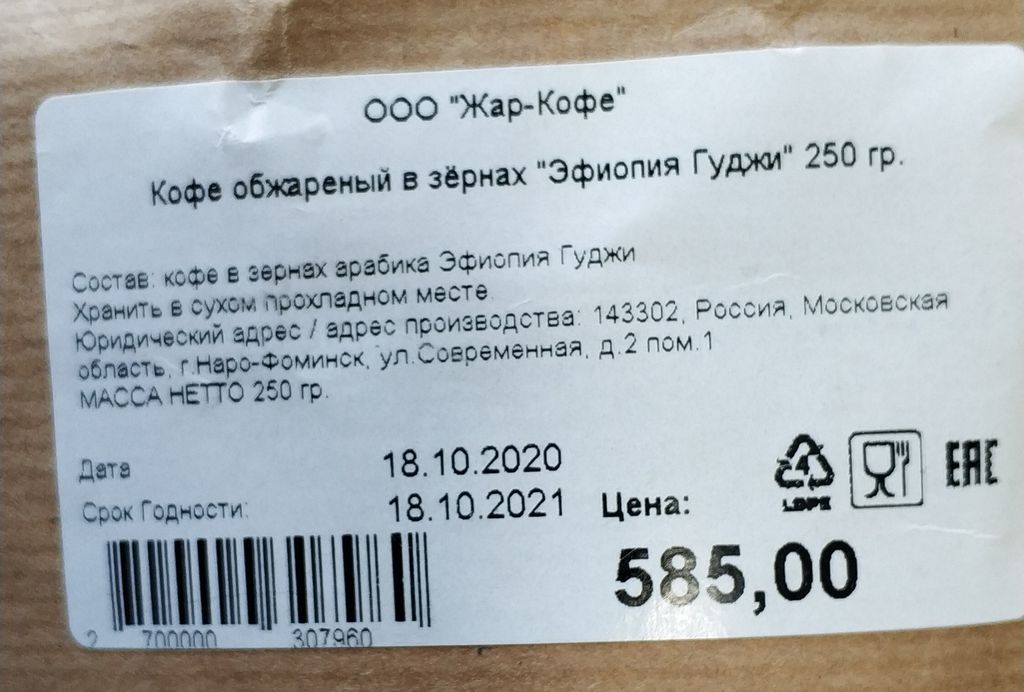 ООО "Жар-Кофе"
Кофе обжареный в зёрнах "Эфиопия Гуджи" 250 гр.
Состав: кофе в зернах арабика Эфиопия Гуджи
Хранить в сухом прохладном месте.
Юридический адрес / адрес производства: 143302, Россия, Московская
область, г.Наро-Фоминск, ул.Современная, д.2 пом.1
МАССА НЕТТО 250 гр.
Дата 18.10.2020
Срок Годности: 18.10.2021
Цена:
585,00
4
LDPE
EAC
2 700000 307960